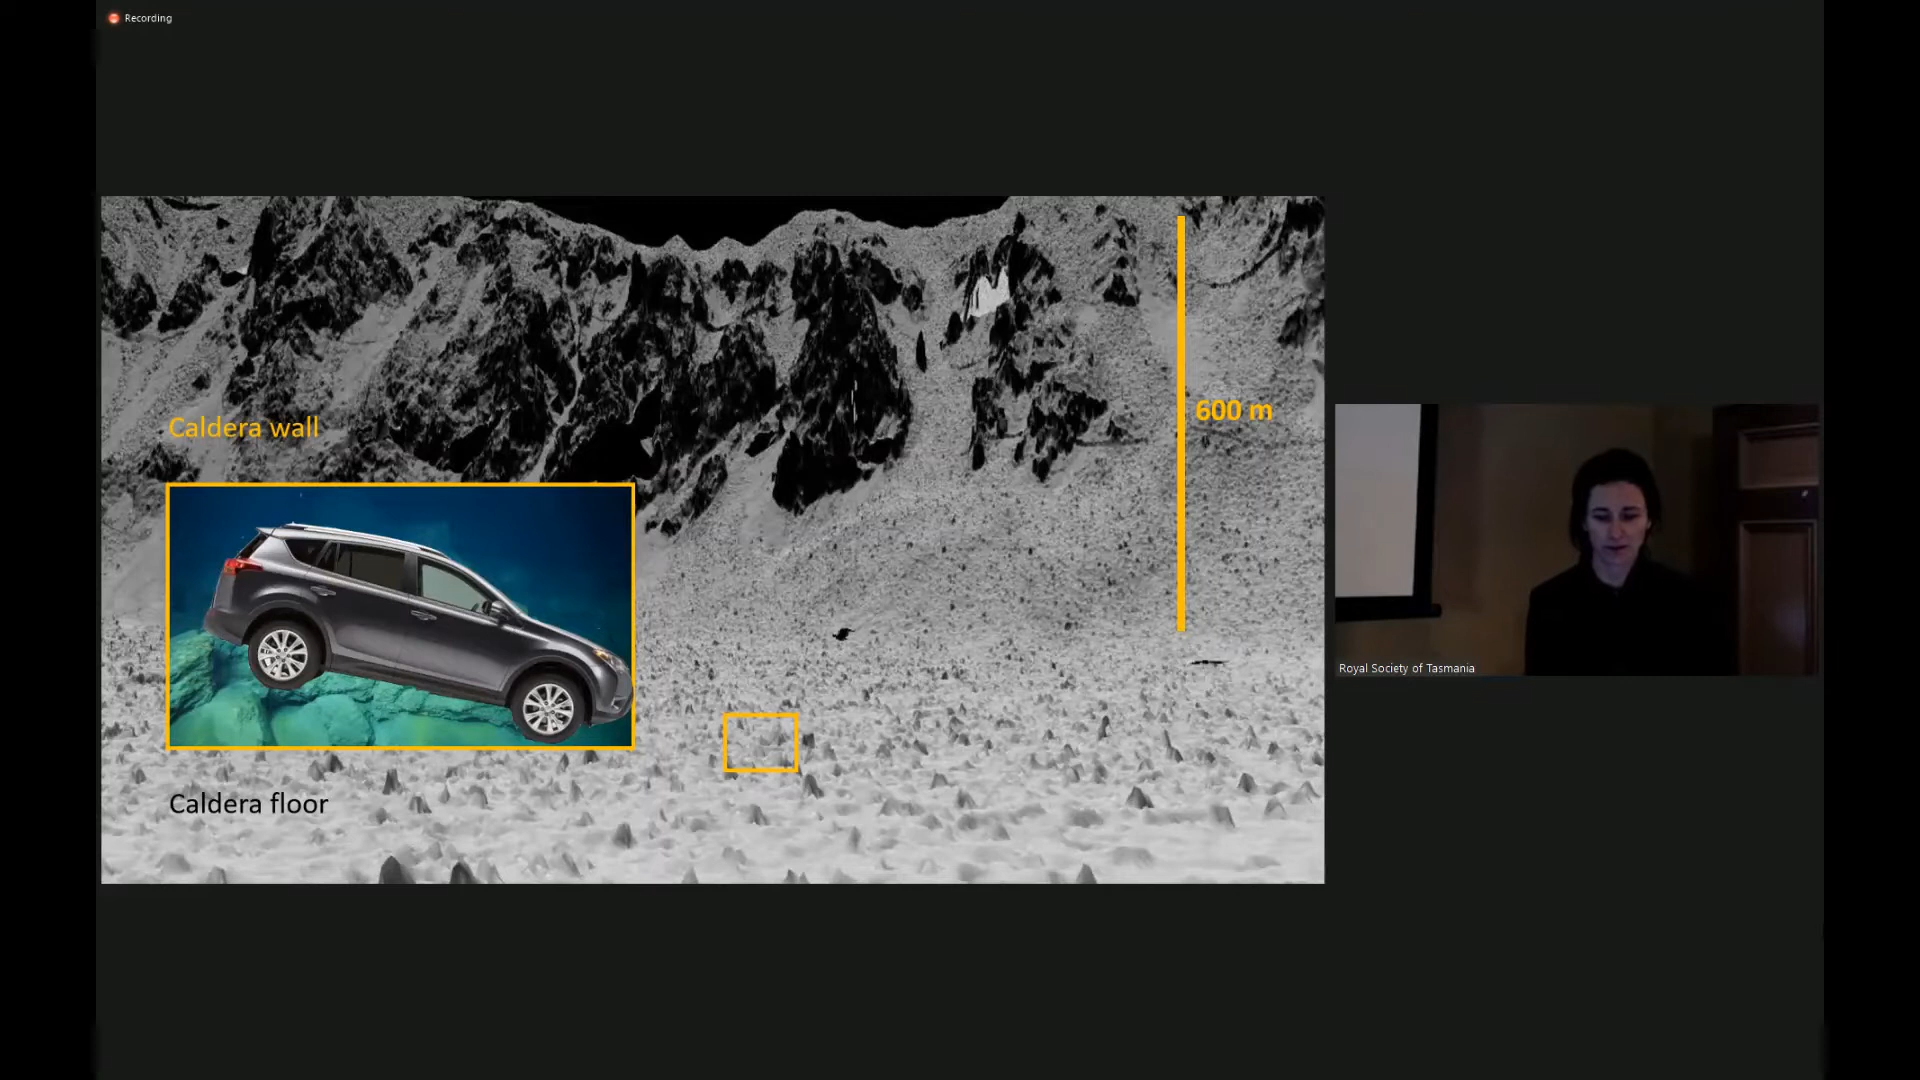 Recording
Caldera wall
600 m
Caldera floor
Royal Society of Tasmania